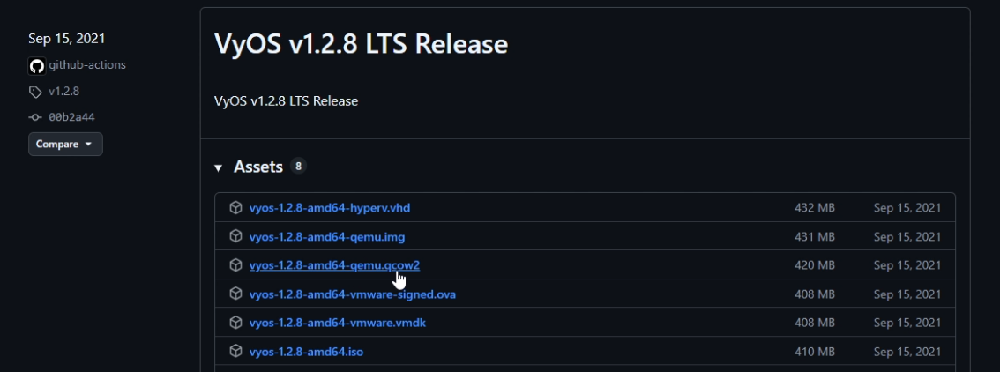 Sep 15, 2021
github-actions
v1.2.8
00b2a44
Compare
VyOS v1.2.8 LTS Release
VyOS v1.2.8 LTS Release
Assets 8
vyos-1.2.8-amd64-hyperv.vhd 432 MB Sep 15, 2021
vyos-1.2.8-amd64-qemu.img 431 MB Sep 15, 2021
vyos-1.2.8-amd64-qemu.qcow2 420 MB Sep 15, 2021
vyos-1.2.8-amd64-vmware-signed.ova 408 MB Sep 15, 2021
vyos-1.2.8-amd64-vmware.vmdk 408 MB Sep 15, 2021
vyos-1.2.8-amd64.iso 410 MB Sep 15, 2021